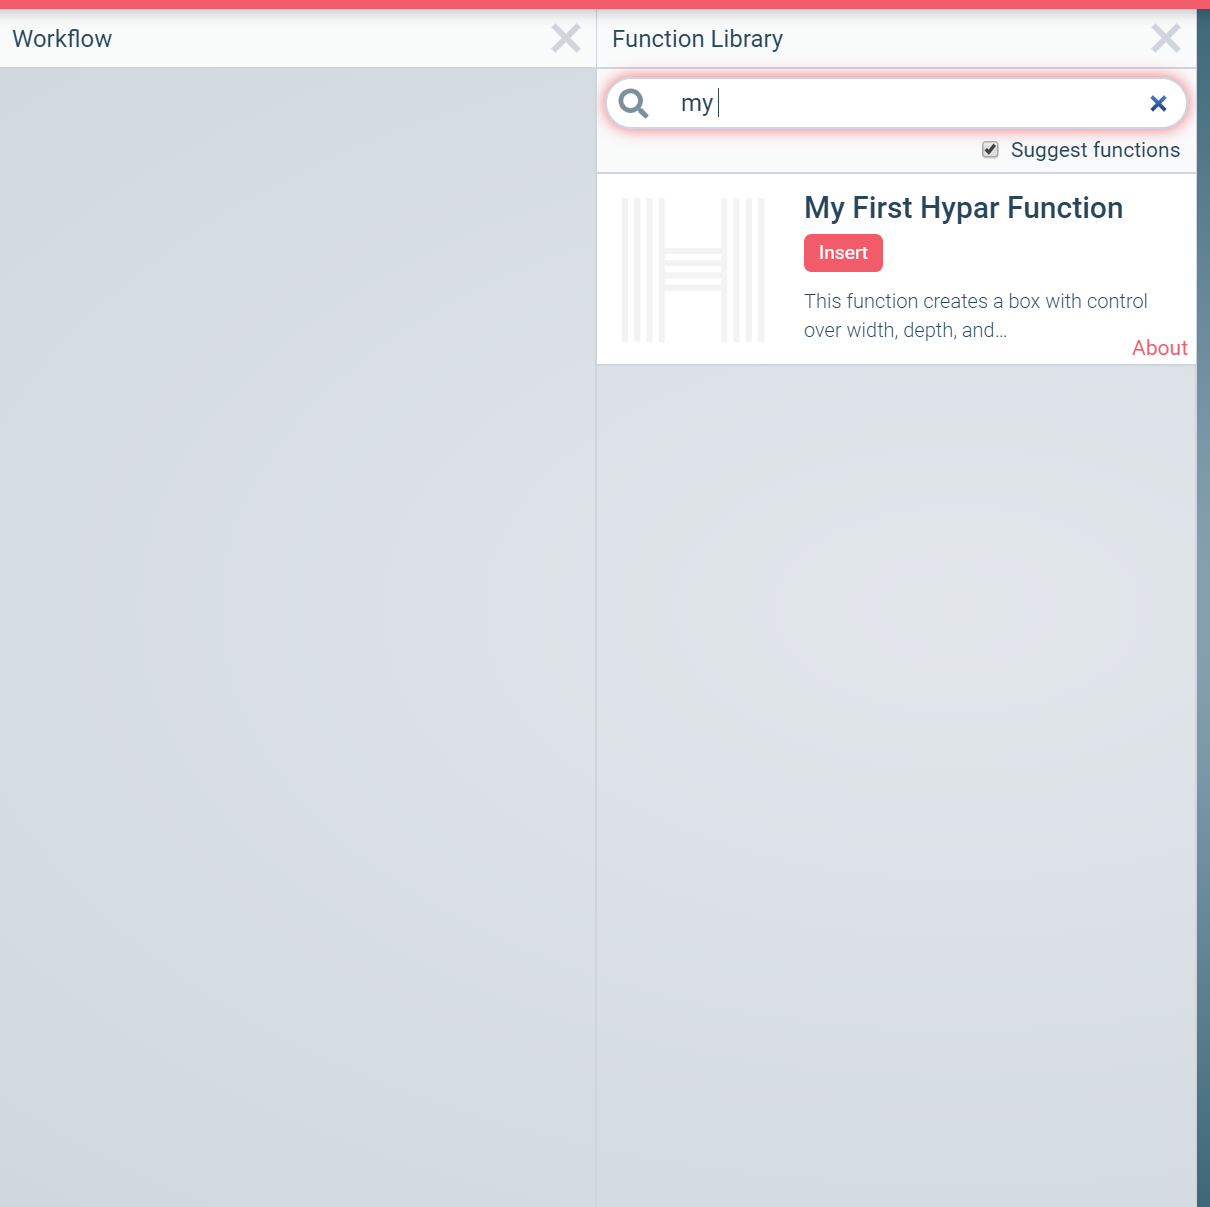 Workflow
Function Library
my
Suggest functions
My First Hypar Function
Insert
This function creates a box with control
over width, depth, and...
About